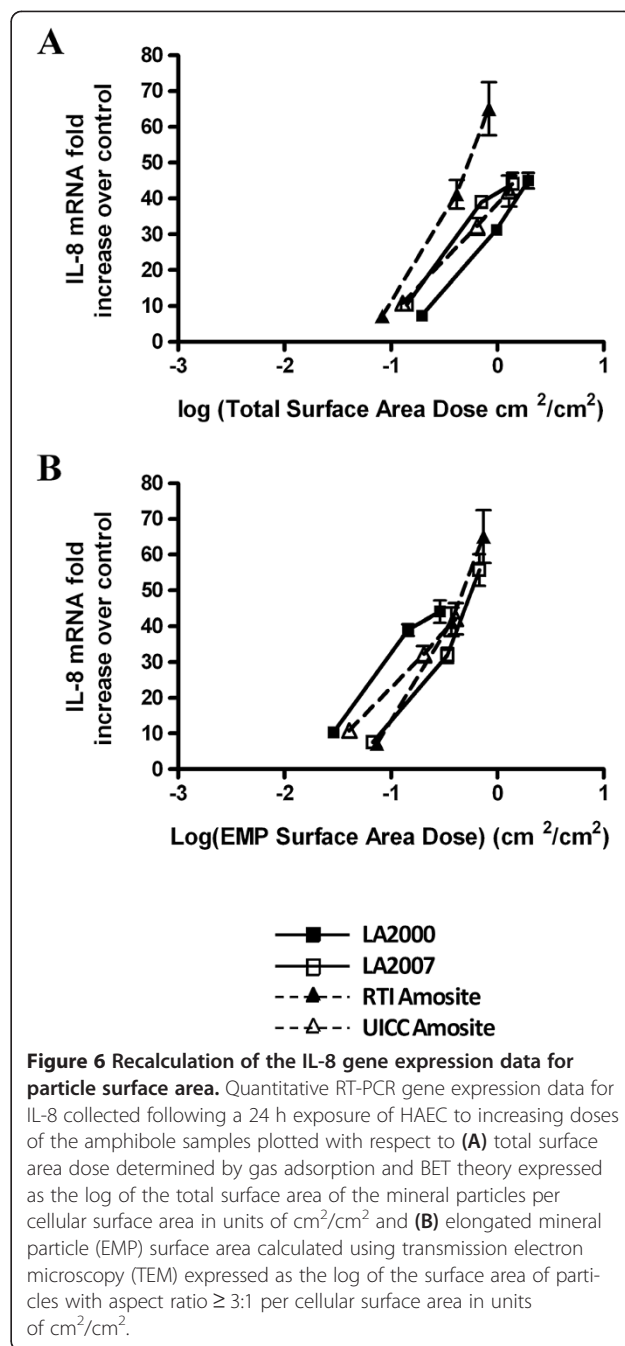 A
IL-8 mRNA fold
increase over control
80
70
60
50
40
30
20
10
0
-3 -2 -1 0 1
log (Total Surface Area Dose cm ²/cm²)
B
IL-8 mRNA fold
increase over control
80
70
60
50
40
30
20
10
0
-3 -2 -1 0 1
Log(EMP Surface Area Dose) (cm ²/cm²)
LA2000
LA2007
RTI Amosite
UICC Amosite
Figure 6 Recalculation of the IL-8 gene expression data for
particle surface area. Quantitative RT-PCR gene expression data for
IL-8 collected following a 24 h exposure of HAEC to increasing doses
of the amphibole samples plotted with respect to (A) total surface
area dose determined by gas adsorption and BET theory expressed
as the log of the total surface area of the mineral particles per
cellular surface area in units of cm²/cm² and (B) elongated mineral
particle (EMP) surface area calculated using transmission electron
microscopy (TEM) expressed as the log of the surface area of parti-
cles with aspect ratio ≥ 3:1 per cellular surface area in units
of cm²/cm².